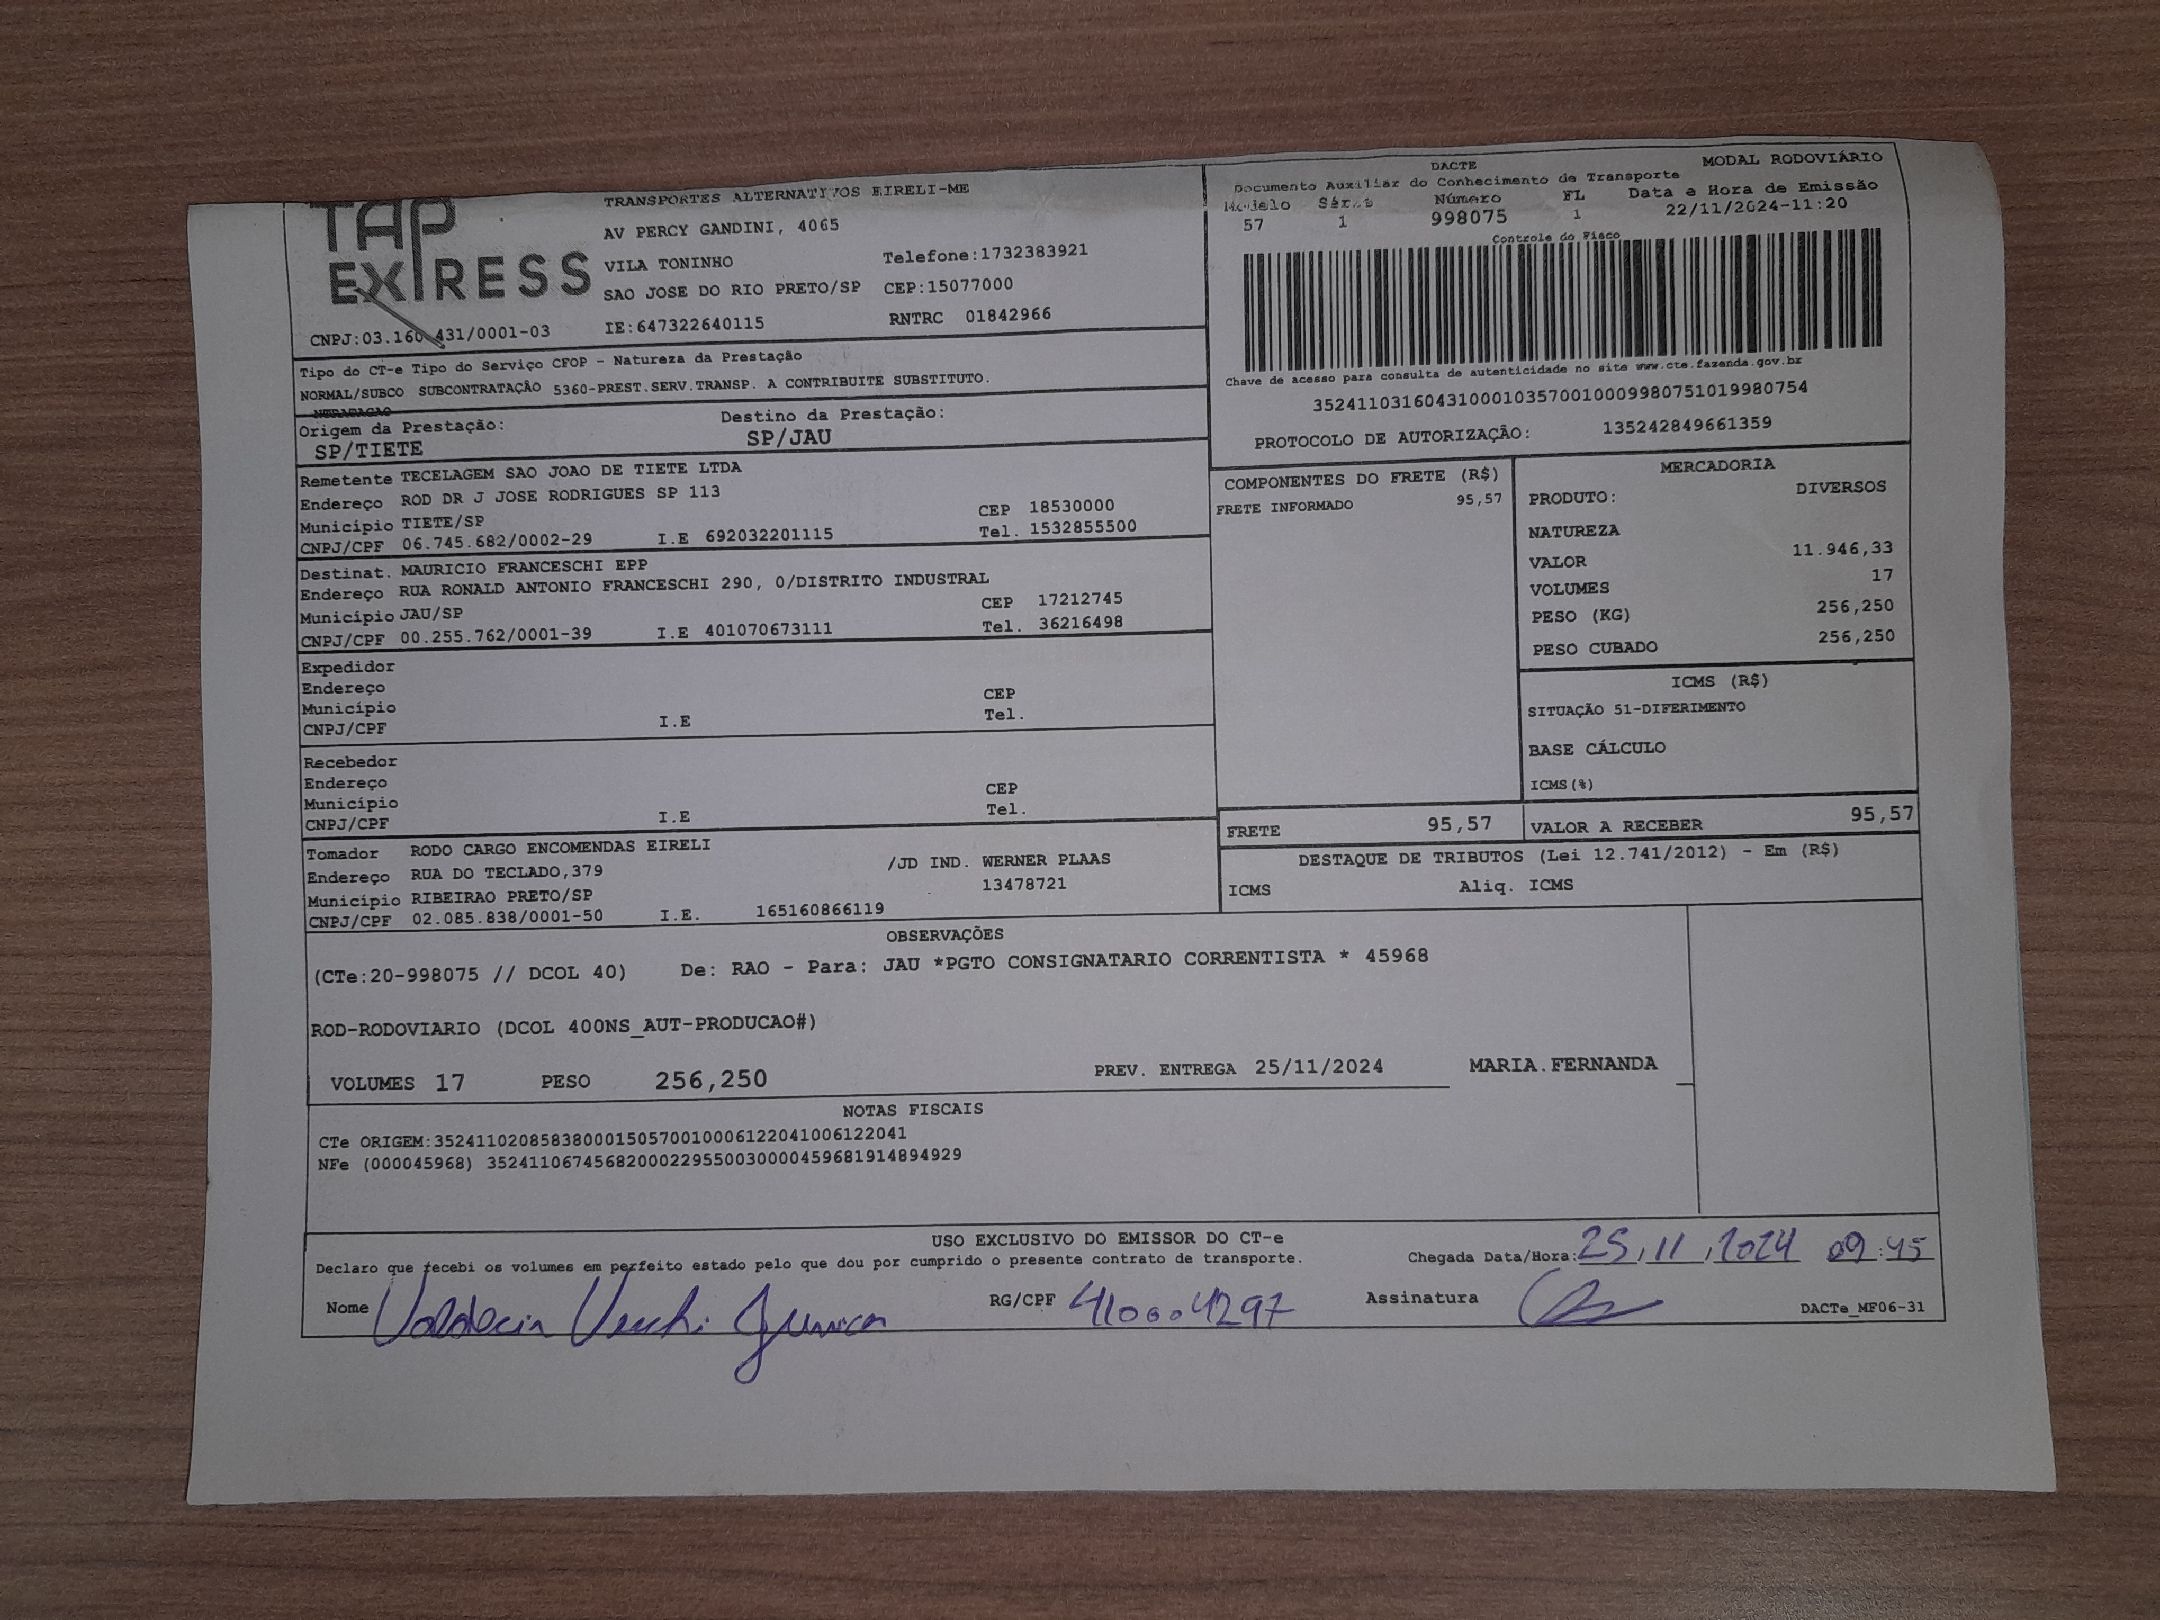 TAP
EXPRESS
TRANSPORTES ALTERNATIVOS EIRELI-ME
AV PERCY GANDINI, 4065
VILA TONINHO Telefone:1732383921
SAO JOSE DO RIO PRETO/SP CEP:15077000
CNPJ:03.160.431/0001-03 IE:647322640115 RNTRC 01842966
DACTE MODAL RODOVIÁRIO
Documento Auxiliar do Conhecimento de Transporte
Modelo Série Número FL Data e Hora de Emissão
57 1 998075 1 22/11/2024-11:20
Controle do Fisco
Chave de acesso para consulta de autenticidade no site www.cte.fazenda.gov.br
35241103160431000103570010009980751019980754
PROTOCOLO DE AUTORIZAÇÃO: 135242849661359
Tipo do CT-e Tipo do Serviço CFOP - Natureza da Prestação
NORMAL/SUBCO SUBCONTRATAÇÃO 5360-PREST.SERV.TRANSP. A CONTRIBUITE SUBSTITUTO.
NTRATAÇAO
Origem da Prestação: Destino da Prestação:
SP/TIETE SP/JAU
Remetente TECELAGEM SAO JOAO DE TIETE LTDA
Endereço ROD DR J JOSE RODRIGUES SP 113
Município TIETE/SP CEP 18530000
CNPJ/CPF 06.745.682/0002-29 I.E 692032201115 Tel. 1532855500
Destinat. MAURICIO FRANCESCHI EPP
Endereço RUA RONALD ANTONIO FRANCESCHI 290, 0/DISTRITO INDUSTRAL
Município JAU/SP CEP 17212745
CNPJ/CPF 00.255.762/0001-39 I.E 401070673111 Tel. 36216498
Expedidor
Endereço
Município CEP
CNPJ/CPF I.E Tel.
Recebedor
Endereço
Município CEP
CNPJ/CPF I.E Tel.
Tomador RODO CARGO ENCOMENDAS EIRELI
Endereço RUA DO TECLADO,379 /JD IND. WERNER PLAAS
Município RIBEIRAO PRETO/SP 13478721
CNPJ/CPF 02.085.838/0001-50 I.E. 165160866119
COMPONENTES DO FRETE (R$)
FRETE INFORMADO 95,57
MERCADORIA
PRODUTO: DIVERSOS
NATUREZA
VALOR 11.946,33
VOLUMES 17
PESO (KG) 256,250
PESO CUBADO 256,250
ICMS (R$)
SITUAÇÃO 51-DIFERIMENTO
BASE CÁLCULO
ICMS(%)
FRETE 95,57 VALOR A RECEBER 95,57
DESTAQUE DE TRIBUTOS (Lei 12.741/2012) - Em (R$)
ICMS Aliq. ICMS
OBSERVAÇÕES
(CTe:20-998075 // DCOL 40) De: RAO - Para: JAU *PGTO CONSIGNATARIO CORRENTISTA * 45968
ROD-RODOVIARIO (DCOL 400NS_AUT-PRODUCAO#)
VOLUMES 17 PESO 256,250 PREV. ENTREGA 25/11/2024 MARIA.FERNANDA
NOTAS FISCAIS
CTe ORIGEM:35241102085838000150570010006122041006122041
NFe (000045968) 35241106745682000229550030000459681914894929
USO EXCLUSIVO DO EMISSOR DO CT-e
Declaro que recebi os volumes em perfeito estado pelo que dou por cumprido o presente contrato de transporte. Chegada Data/Hora: 25,11,2024 09:45
Nome Valdecin Vecchi Junior RG/CPF 410004297 Assinatura DACTe_MF06-31